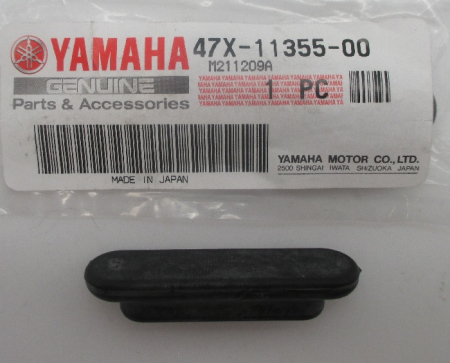 YAMAHA 47X-11355-00
M211209A
GENUINE
Parts & Accessories
1 PC
YAMAHA MOTOR CO.,LTD.
2500 SHINGAI IWATA SHIZUOKA JAPAN
MADE IN JAPAN